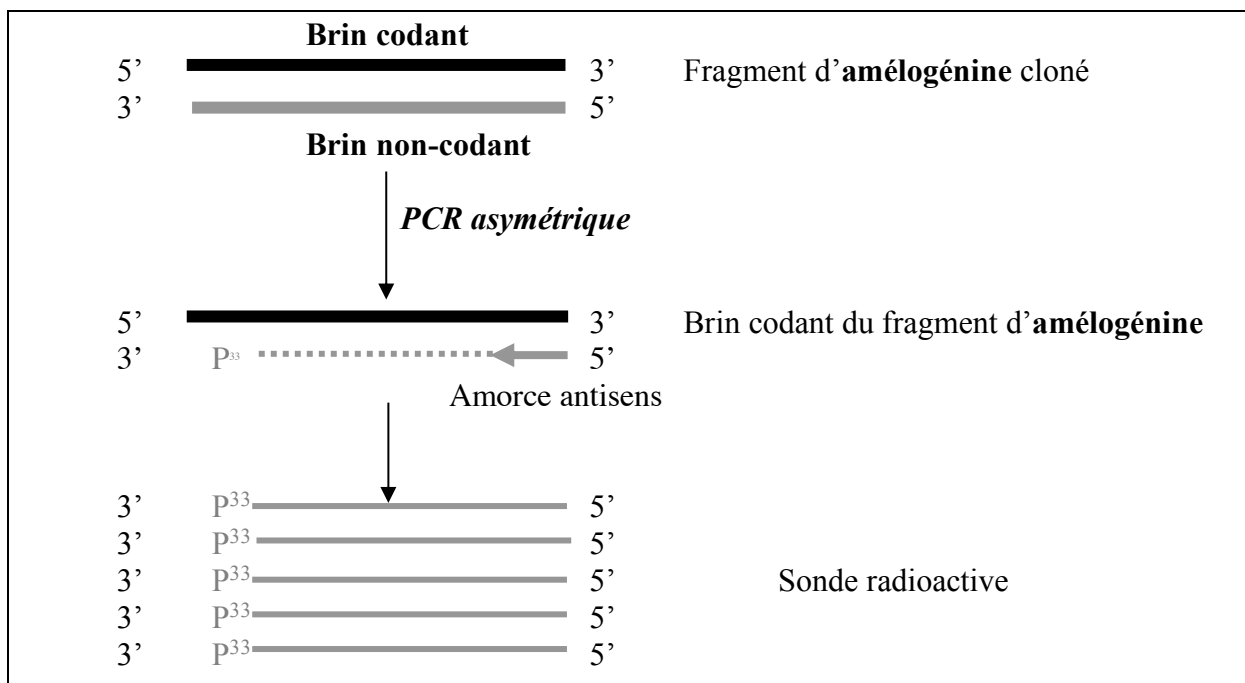 Brin codant
5’ 3’ Fragment d’amélogénine cloné
3’ 5’
Brin non-codant
PCR asymétrique
5’ 3’ Brin codant du fragment d’amélogénine
3’ P33 5’
Amorce antisens
3’ P33 5’
3’ P33 5’
3’ P33 5’ Sonde radioactive
3’ P33 5’
3’ P33 5’